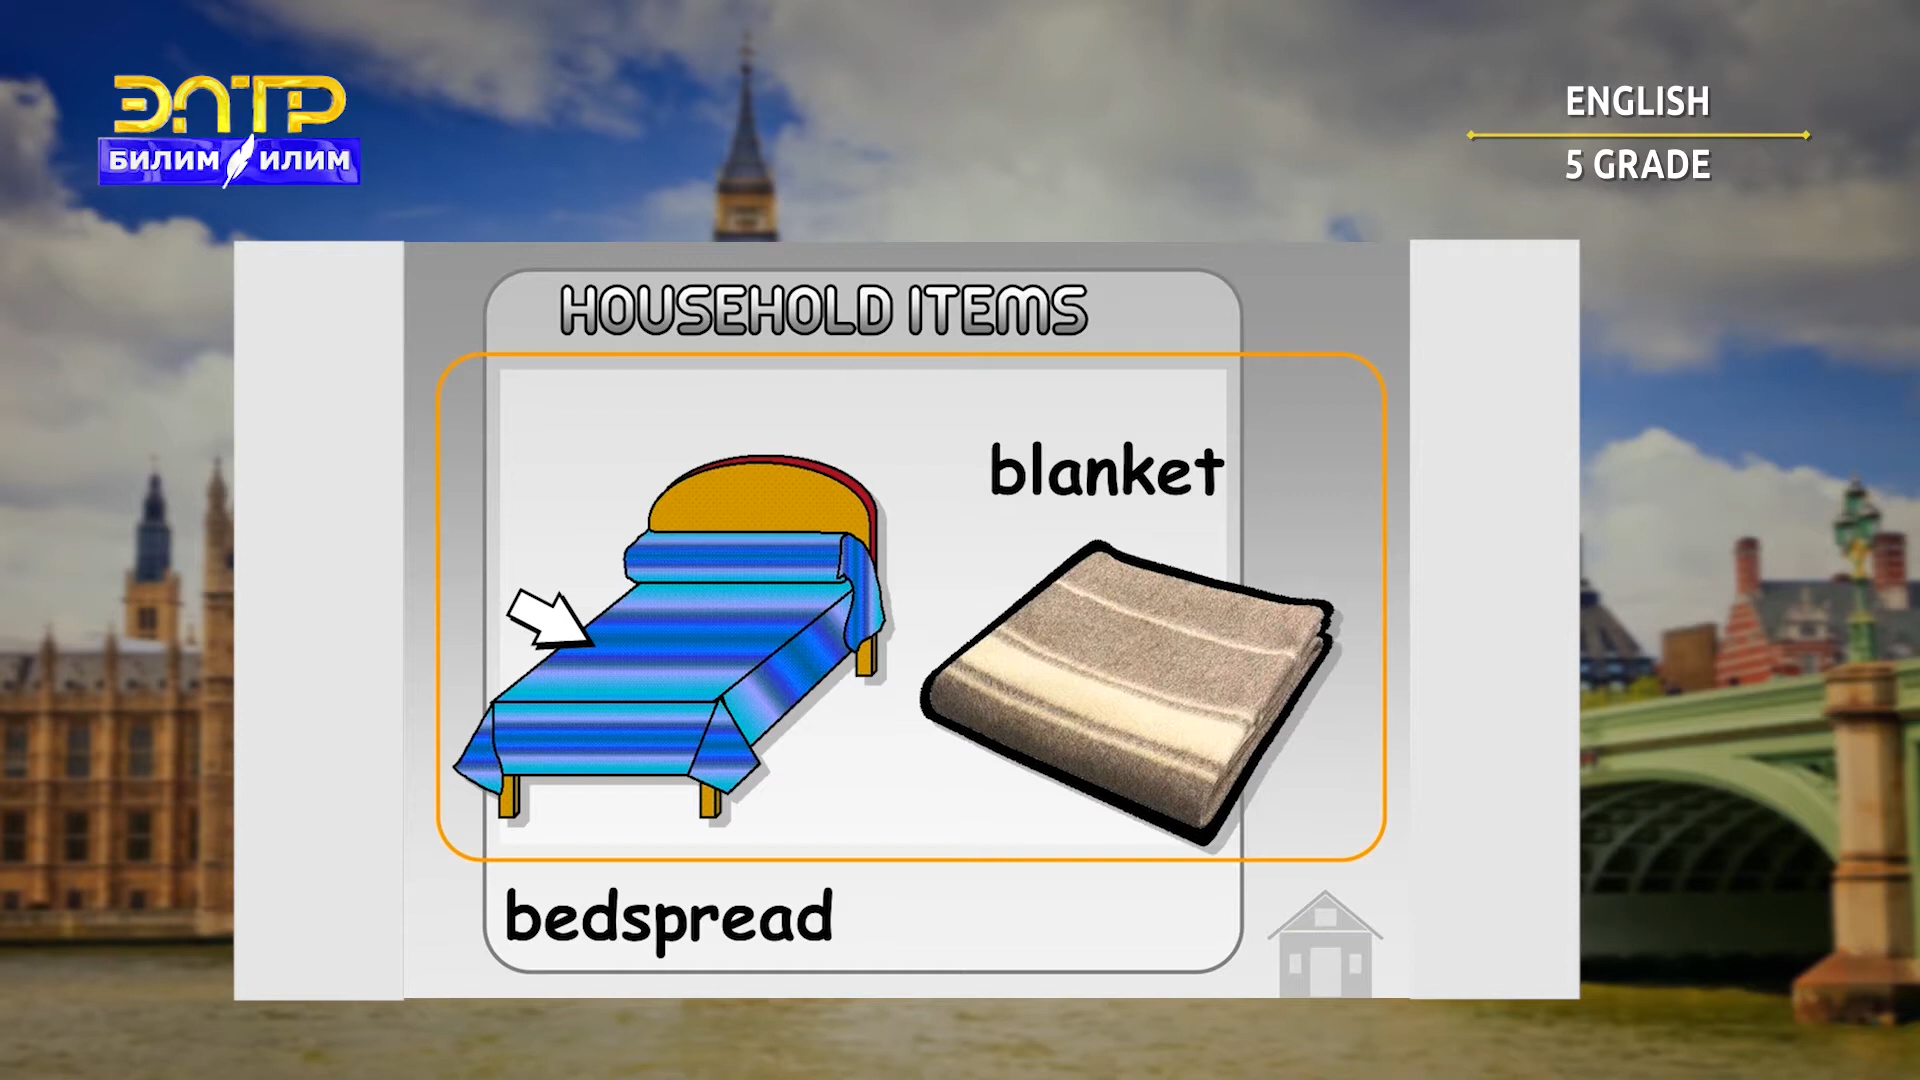 ЭЛТР
БИЛИМ ИЛИМ
ENGLISH
5 GRADE
HOUSEHOLD ITEMS
blanket
bedspread